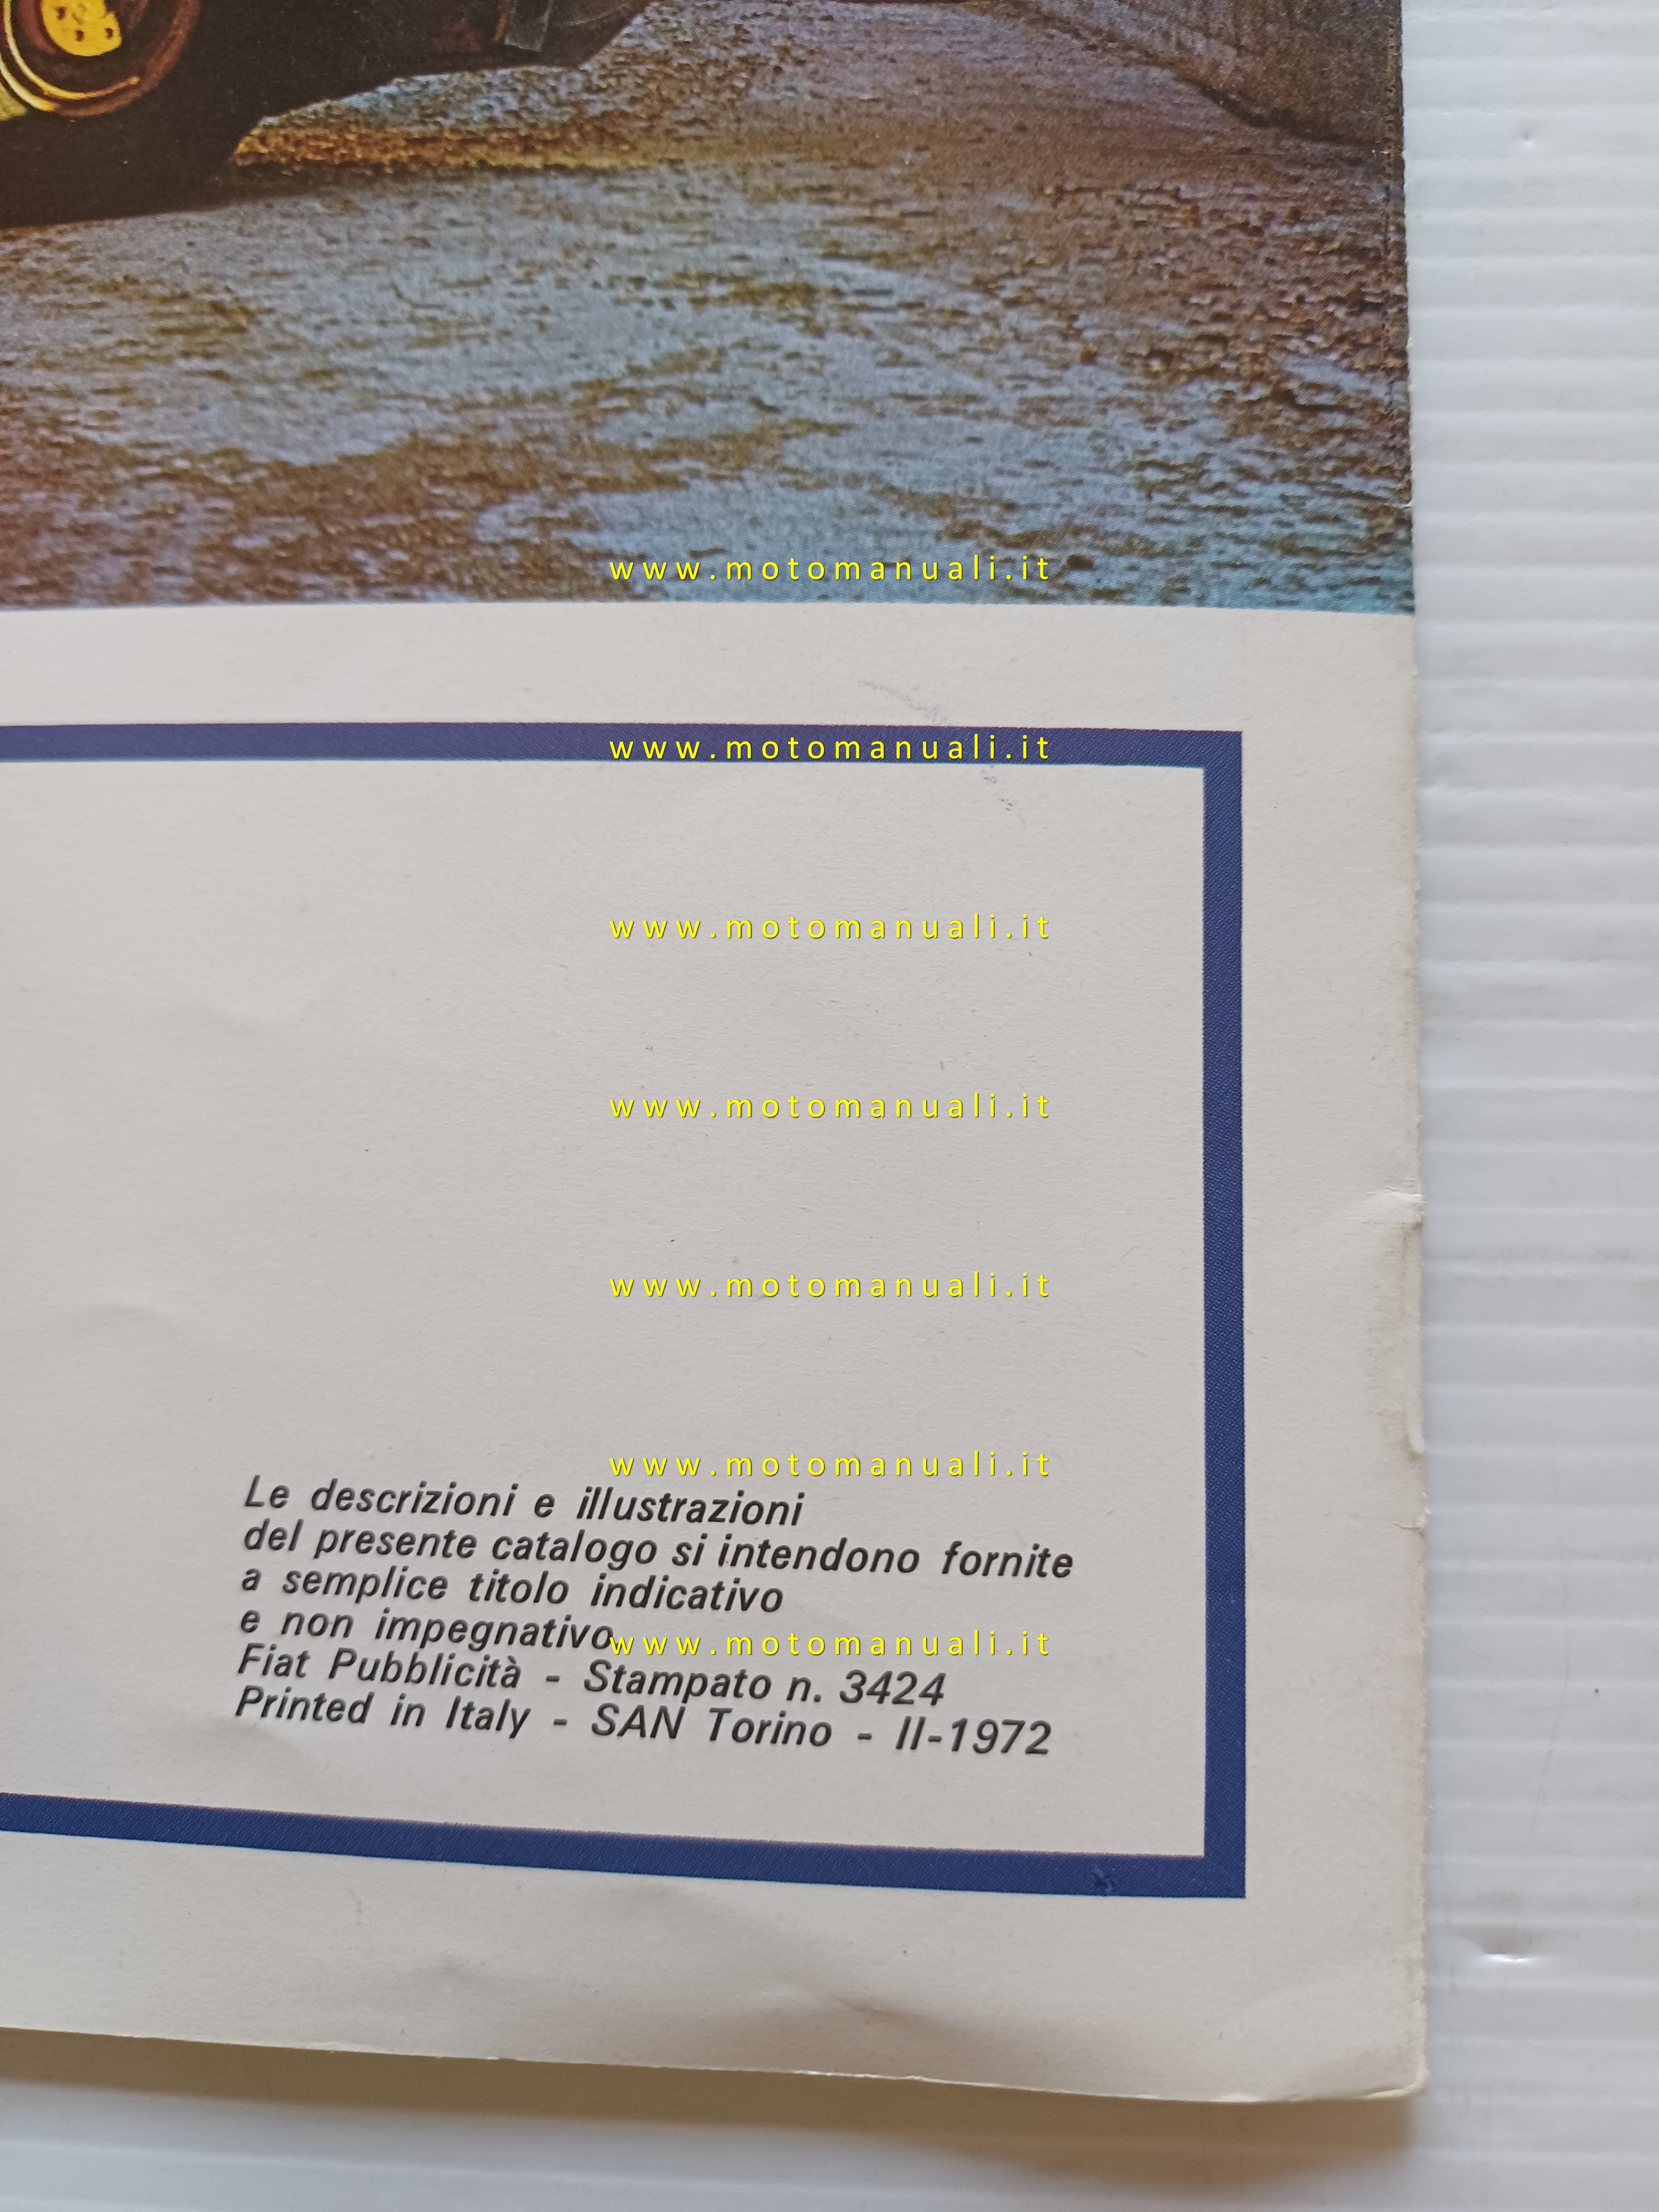 www.motomanuali.it
www.motomanuali.it
www.motomanuali.it
www.motomanuali.it
www.motomanuali.it
www.motomanuali.it
Le descrizioni e illustrazioni
del presente catalogo si intendono fornite
a semplice titolo indicativo
e non impegnativo.
www.motomanuali.it
Fiat Pubblicità - Stampato n. 3424
Printed in Italy - SAN Torino - II-1972